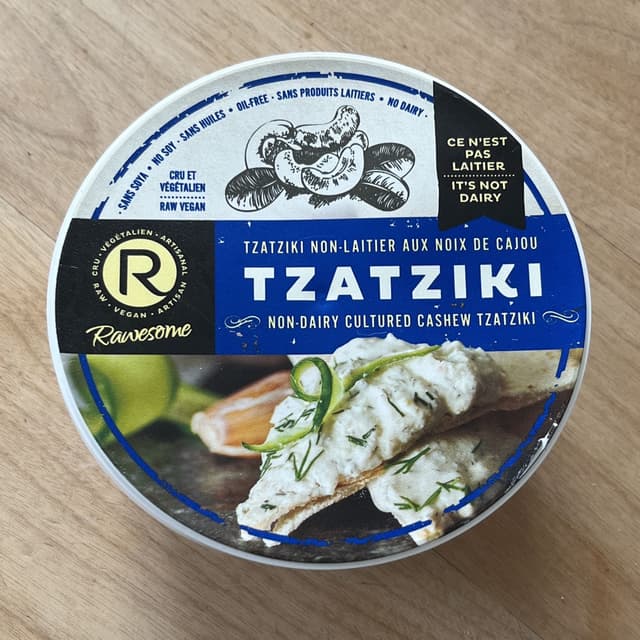 • SANS SOYA • NO SOY · SANS HUILES • OIL-FREE · SANS PRODUITS LAITIERS • NO DAIRY ·
CRU ET
VÉGÉTALIEN
RAW VEGAN
CE N'EST
PAS
LAITIER
IT'S NOT
DAIRY
CRU · VÉGÉTALIEN · ARTISANAL
R
RAW · VEGAN · ARTISAN
Rawesome
TZATZIKI NON-LAITIER AUX NOIX DE CAJOU
TZATZIKI
NON-DAIRY CULTURED CASHEW TZATZIKI